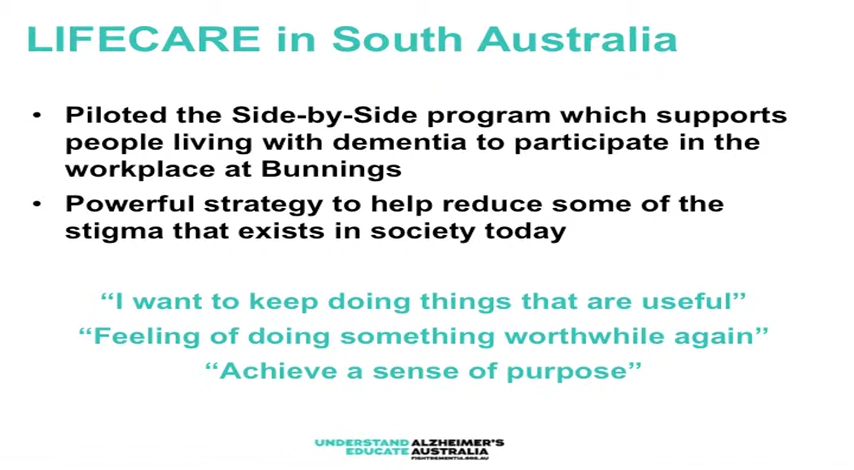 LIFECARE in South Australia
• Piloted the Side-by-Side program which supports
people living with dementia to participate in the
workplace at Bunnings
• Powerful strategy to help reduce some of the
stigma that exists in society today
“I want to keep doing things that are useful”
“Feeling of doing something worthwhile again”
“Achieve a sense of purpose”
UNDERSTAND ALZHEIMER'S
EDUCATE AUSTRALIA
FIGHTDEMENTIA.ORG.AU